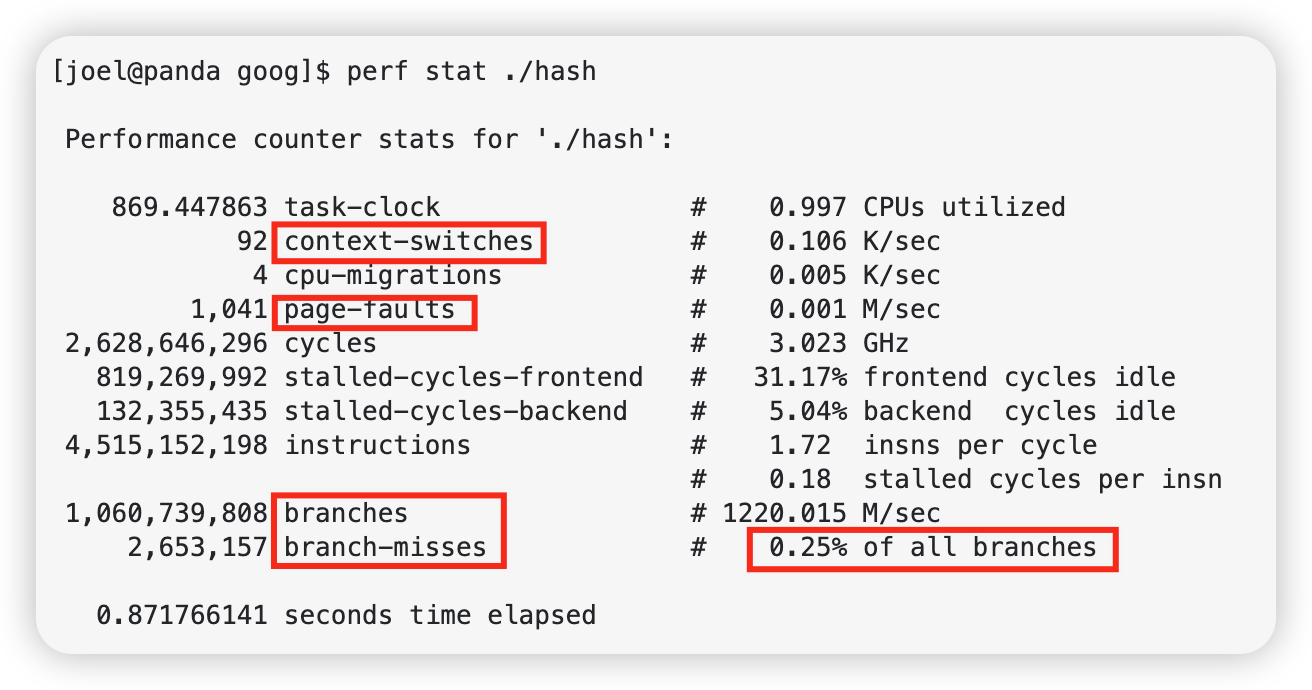 [joel@panda goog]$ perf stat ./hash
Performance counter stats for './hash':
869.447863 task-clock # 0.997 CPUs utilized
92 context-switches # 0.106 K/sec
4 cpu-migrations # 0.005 K/sec
1,041 page-faults # 0.001 M/sec
2,628,646,296 cycles # 3.023 GHz
819,269,992 stalled-cycles-frontend # 31.17% frontend cycles idle
132,355,435 stalled-cycles-backend # 5.04% backend cycles idle
4,515,152,198 instructions # 1.72 insns per cycle
# 0.18 stalled cycles per insn
1,060,739,808 branches # 1220.015 M/sec
2,653,157 branch-misses # 0.25% of all branches
0.871766141 seconds time elapsed